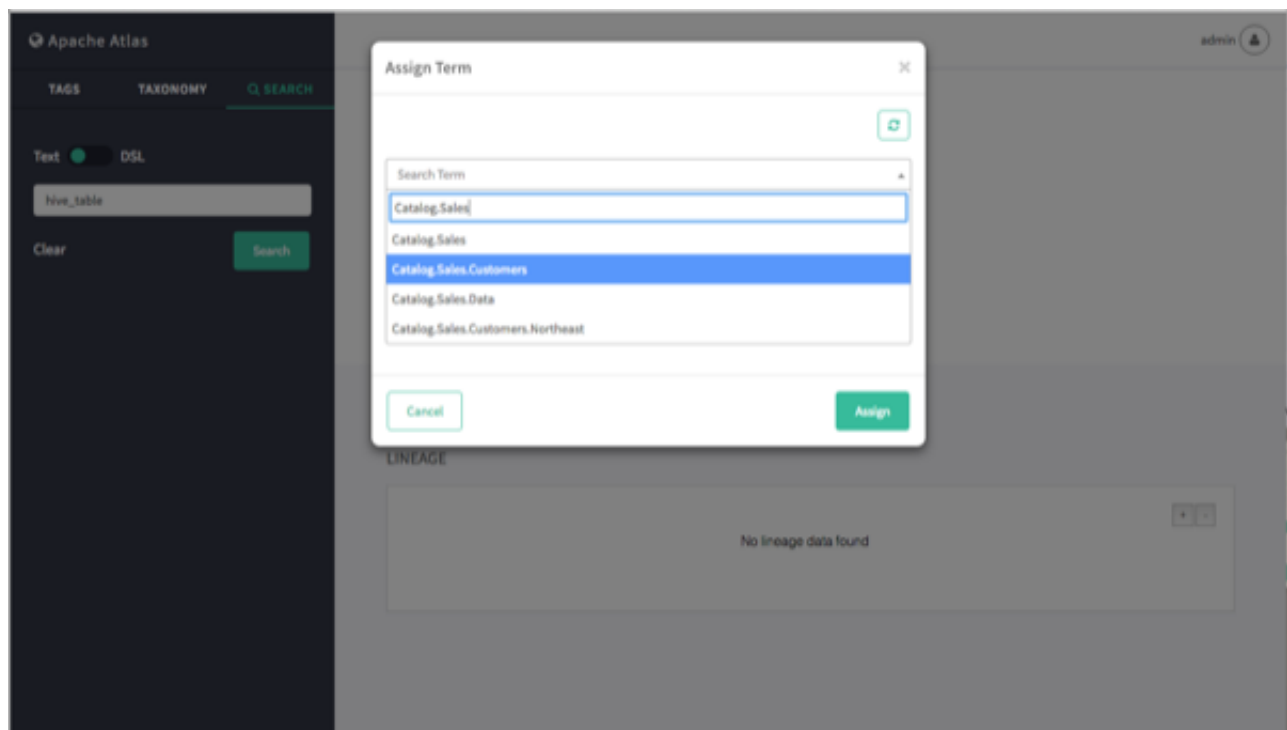 Apache Atlas
admin
TAGS TAXONOMY SEARCH
Text DSL
hive_table
Clear Search
Assign Term
×
Search Term
Catalog.Sales
Catalog.Sales
Catalog.Sales.Customers
Catalog.Sales.Data
Catalog.Sales.Customers.Northeast
Cancel Assign
LINEAGE
+ -
No lineage data found